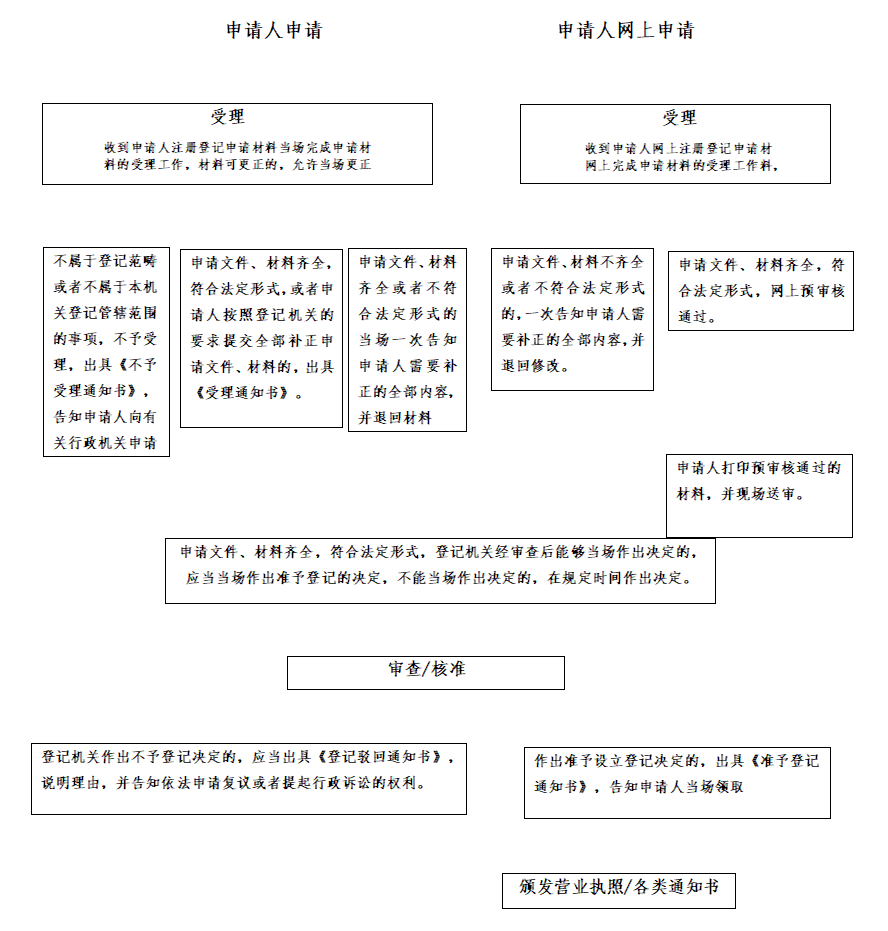 申请人申请
申请人网上申请
受理
收到申请人注册登记申请材料当场完成申请材
料的受理工作，材料可更正的，允许当场更正
受理
收到申请人网上注册登记申请材
网上完成申请材料的受理工作料，
不属于登记范畴
或者不属于本机
关登记管辖范围
的事项，不予受
理，出具《不予
受理通知书》，
告知申请人向有
关行政机关申请
申请文件、材料齐全，
符合法定形式，或者申
请人按照登记机关的
要求提交全部补正申
请文件、材料的，出具
《受理通知书》。
申请文件、材料
齐全或者不符
合法定形式的
当场一次告知
申请人需要补
正的全部内容，
并退回材料
申请文件、材料不齐全
或者不符合法定形式
的，一次告知申请人需
要补正的全部内容，并
退回修改。
申请文件、材料齐全，符
合法定形式，网上预审核
通过。
申请人打印预审核通过的
材料，并现场送审。
申请文件、材料齐全，符合法定形式，登记机关经审查后能够当场作出决定的，
应当当场作出准予登记的决定，不能当场作出决定的，在规定时间作出决定。
审查/核准
登记机关作出不予登记决定的，应当出具《登记驳回通知书》，
说明理由，并告知依法申请复议或者提起行政诉讼的权利。
作出准予设立登记决定的，出具《准予登记
通知书》，告知申请人当场领取
颁发营业执照/各类通知书